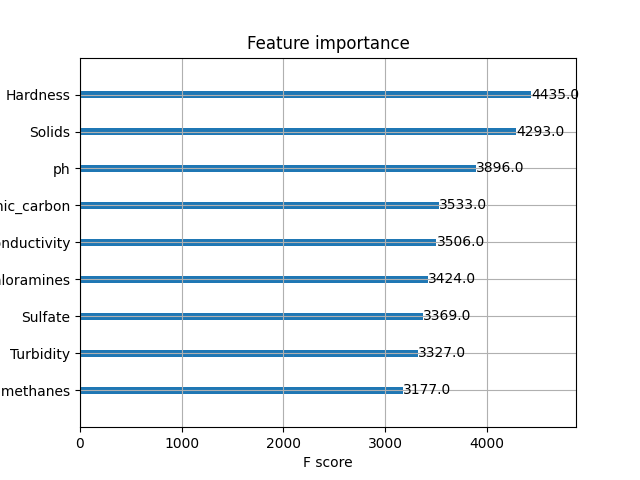 Feature importance
Hardness 4435.0
Solids 4293.0
ph 3896.0
nic_carbon 3533.0
onductivity 3506.0
loramines 3424.0
Sulfate 3369.0
Turbidity 3327.0
methanes 3177.0
0 1000 2000 3000 4000
F score